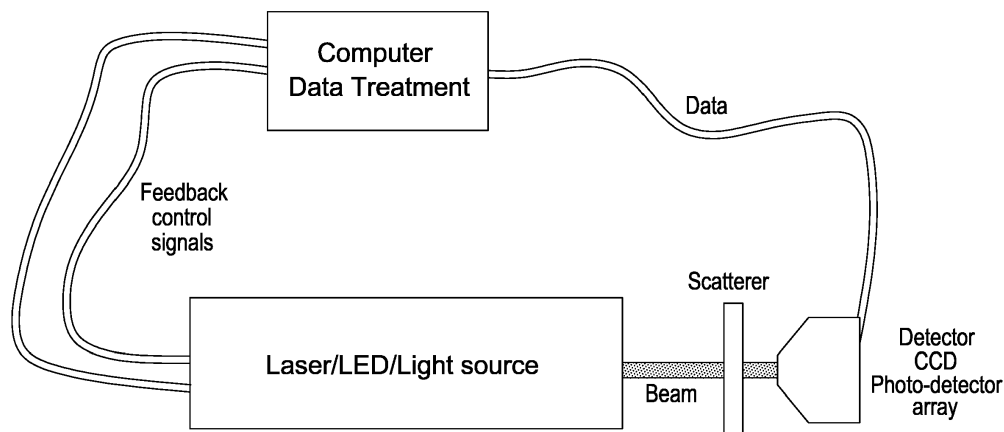 Computer
Data Treatment
Data
Feedback
control
signals
Scatterer
Laser/LED/Light source
Beam
Detector
CCD
Photo-detector
array